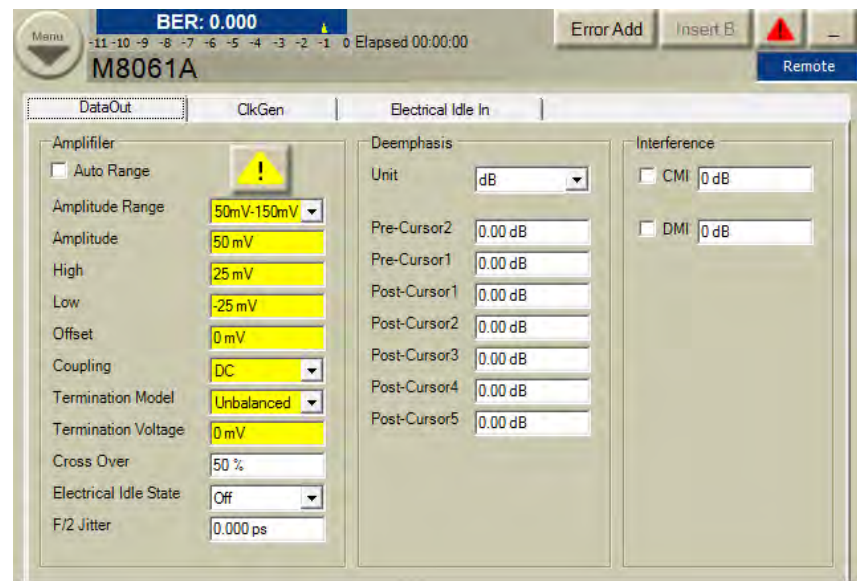 BER: 0.000
Menu
-11 -10 -9 -8 -7 -6 -5 -4 -3 -2 -1 0 Elapsed 00:00:00
Error Add
Insert B
!
_
M8061A
Remote
DataOut
ClkGen
Electrical Idle In
Amplifiler
Auto Range
!
Amplitude Range 50mV-150mV
Amplitude 50 mV
High 25 mV
Low -25 mV
Offset 0 mV
Coupling DC
Termination Model Unbalanced
Termination Voltage 0 mV
Cross Over 50 %
Electrical Idle State Off
F/2 Jitter 0.000 ps
Deemphasis
Unit dB
Pre-Cursor2 0.00 dB
Pre-Cursor1 0.00 dB
Post-Cursor1 0.00 dB
Post-Cursor2 0.00 dB
Post-Cursor3 0.00 dB
Post-Cursor4 0.00 dB
Post-Cursor5 0.00 dB
Interference
CMI 0 dB
DMI 0 dB